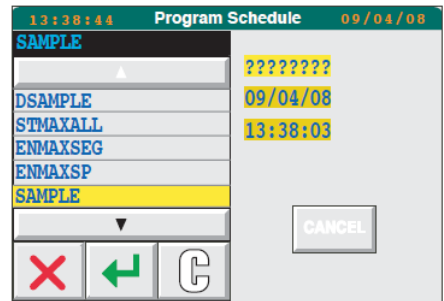 13:38:44 Program Schedule 09/04/08
SAMPLE
DSAMPLE
STMAXALL
ENMAXSEG
ENMAXSP
SAMPLE
C
????????
09/04/08
13:38:03
CANCEL